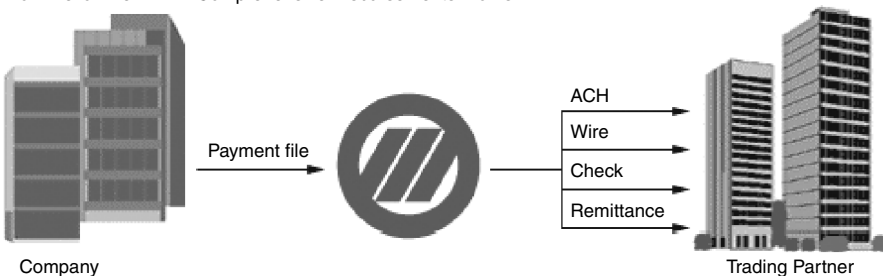 Payment file
ACH
Wire
Check
Remittance
Company
Trading Partner